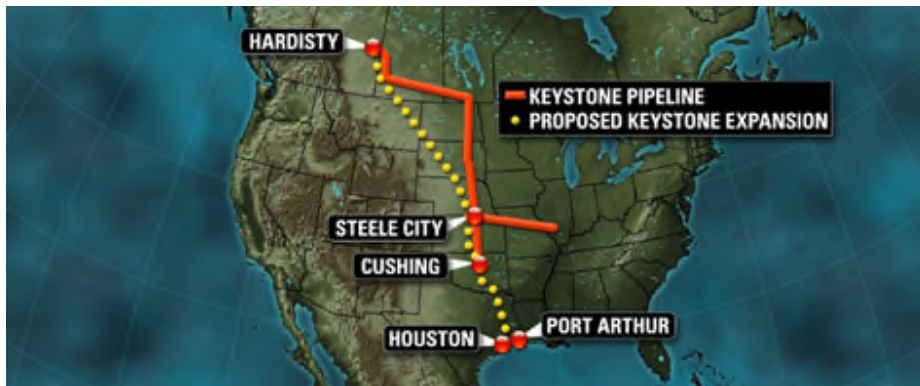 HARDISTY
KEYSTONE PIPELINE
PROPOSED KEYSTONE EXPANSION
STEELE CITY
CUSHING
HOUSTON
PORT ARTHUR